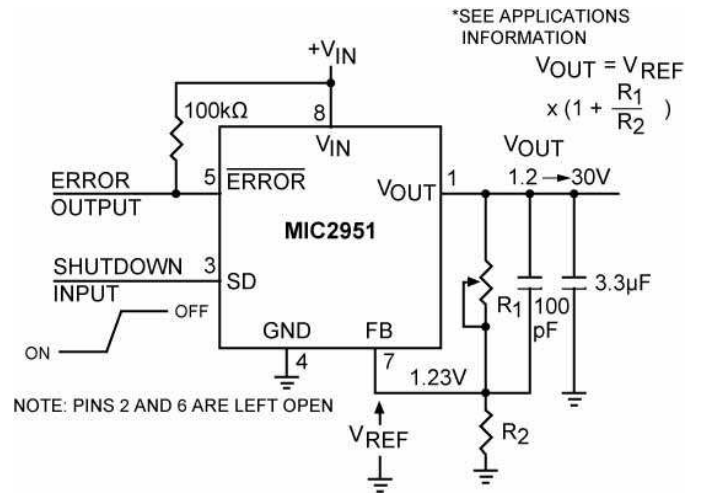 *SEE APPLICATIONS
INFORMATION
+VIN
VOUT = VREF
x (1 + R1
R2 )
100kΩ
8
VIN
VOUT
1.2 → 30V
ERROR
OUTPUT
5
ERROR
VOUT
1
MIC2951
SHUTDOWN
INPUT
3
SD
3.3µF
R1
100
pF
OFF
ON
GND
FB
4
7
1.23V
NOTE: PINS 2 AND 6 ARE LEFT OPEN
VREF
R2